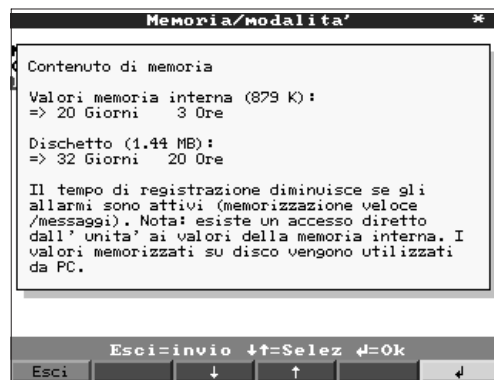 Memoria/modalita' *
Contenuto di memoria
Valori memoria interna (879 K):
=> 20 Giorni 3 Ore
Dischetto (1.44 MB):
=> 32 Giorni 20 Ore
Il tempo di registrazione diminuisce se gli
allarmi sono attivi (memorizzazione veloce
/messaggi). Nota: esiste un accesso diretto
dall' unita' ai valori della memoria interna. I
valori memorizzati su disco vengono utilizzati
da PC.
Esci=invio ↓↑=Selez ↵=Ok
Esci ↓ ↑ ↵